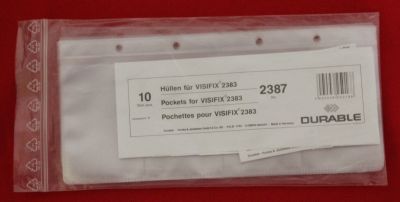 10
Hüllen für VISIFIX® 2383
Pockets for VISIFIX® 2383
Pochettes pour VISIFIX® 2383
2387
DURABLE